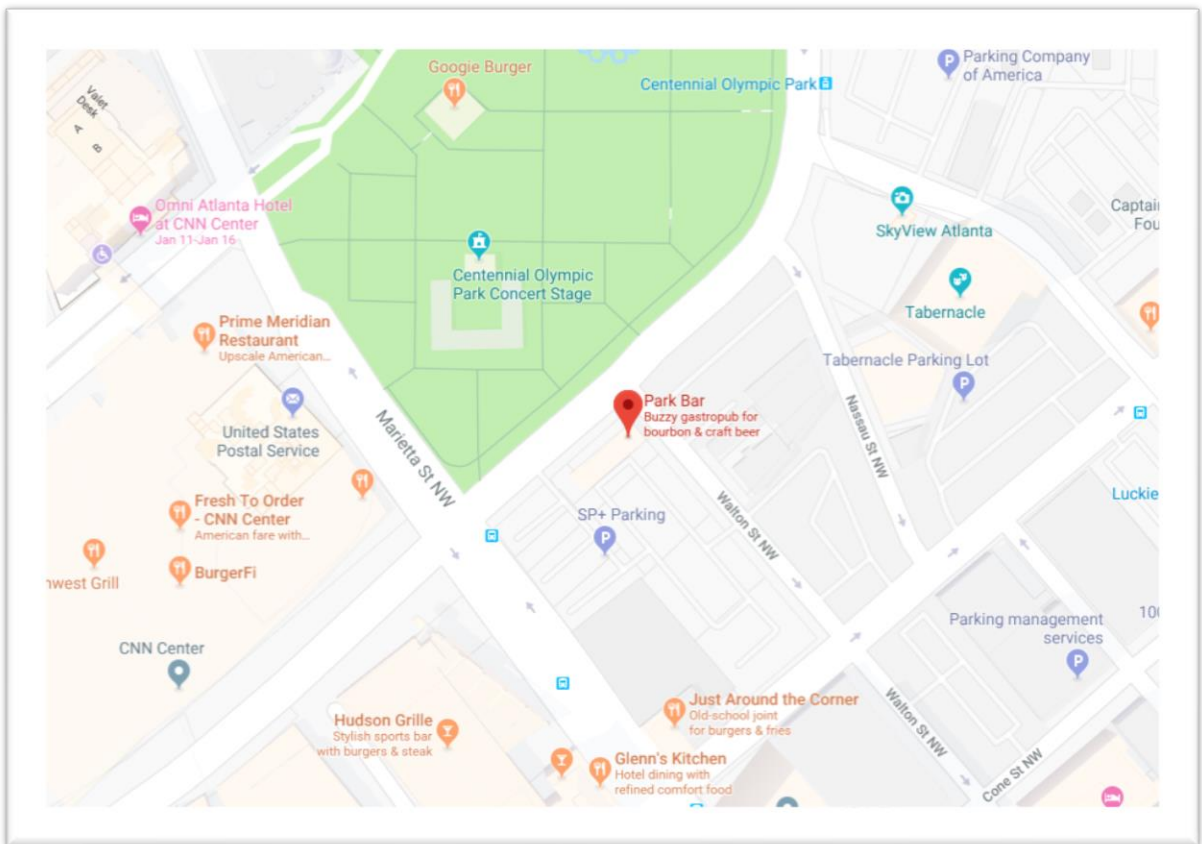 Googie Burger
Centennial Olympic Park
Parking Company
of America
P
Valet
Desk
A
B
Omni Atlanta Hotel
at CNN Center
Jan 11-Jan 16
SkyView Atlanta
Captai
Fou
Centennial Olympic
Park Concert Stage
Tabernacle
Prime Meridian
Restaurant
Upscale American...
Tabernacle Parking Lot
P
United States
Postal Service
Marietta St NW
Park Bar
Buzzy gastropub for
bourbon & craft beer
Nassau St NW
Fresh To Order
- CNN Center
American fare with...
SP+ Parking
P
Walton St NW
Luckie
nwest Grill
BurgerFi
CNN Center
Parking management
services
P
10
Hudson Grille
Stylish sports bar
with burgers & steak
Just Around the Corner
Old-school joint
for burgers & fries
Glenn's Kitchen
Hotel dining with
refined comfort food
Walton St NW
Cone St NW